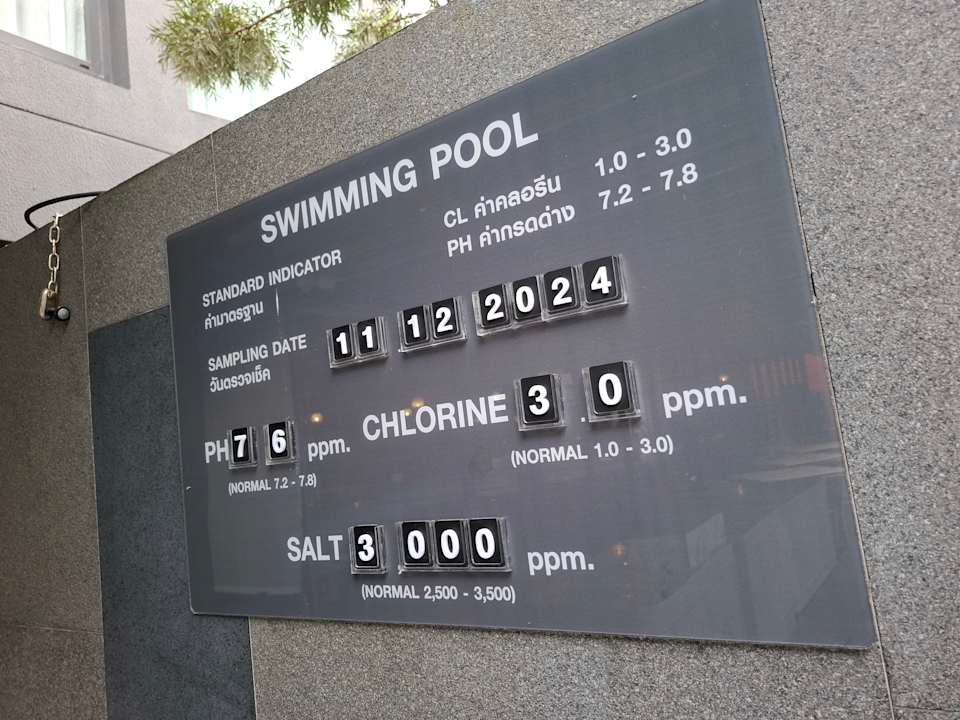 SWIMMING POOL
STANDARD INDICATOR
ค่ามาตรฐาน
CL ค่าคลอรีน 1.0 - 3.0
PH ค่ากรดด่าง 7.2 - 7.8
SAMPLING DATE 11 12 2024
วันตรวจเช็ค
PH 7 6 ppm. CHLORINE 3 . 0 ppm.
(NORMAL 7.2 - 7.8) (NORMAL 1.0 - 3.0)
SALT 3 000 ppm.
(NORMAL 2,500 - 3,500)